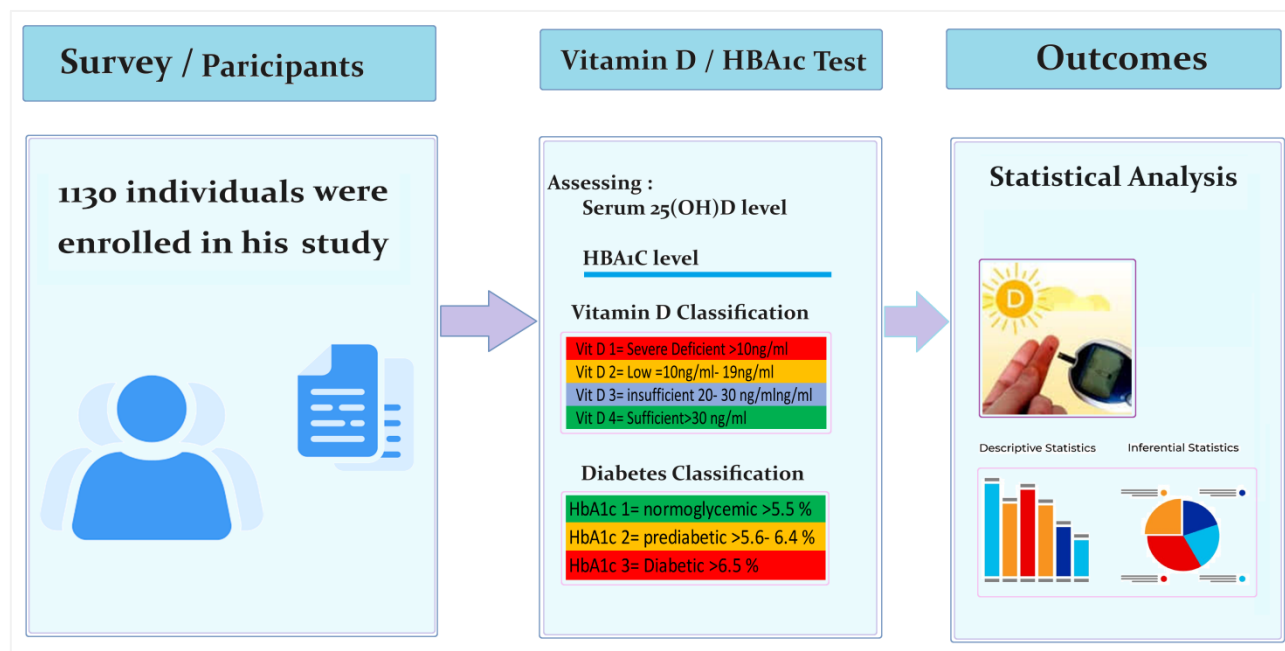 Survey / Paricipants
Vitamin D / HBA1c Test
Outcomes
1130 individuals were
enrolled in his study
Assessing :
Serum 25(OH)D level
HBA1C level
Vitamin D Classification
Vit D 1= Severe Deficient >10ng/ml
Vit D 2= Low =10ng/ml- 19ng/ml
Vit D 3= insufficient 20- 30 ng/mlng/ml
Vit D 4= Sufficient>30 ng/ml
Diabetes Classification
HbA1c 1= normoglycemic >5.5 %
HbA1c 2= prediabetic >5.6- 6.4 %
HbA1c 3= Diabetic >6.5 %
Statistical Analysis
D
Descriptive Statistics
Inferential Statistics